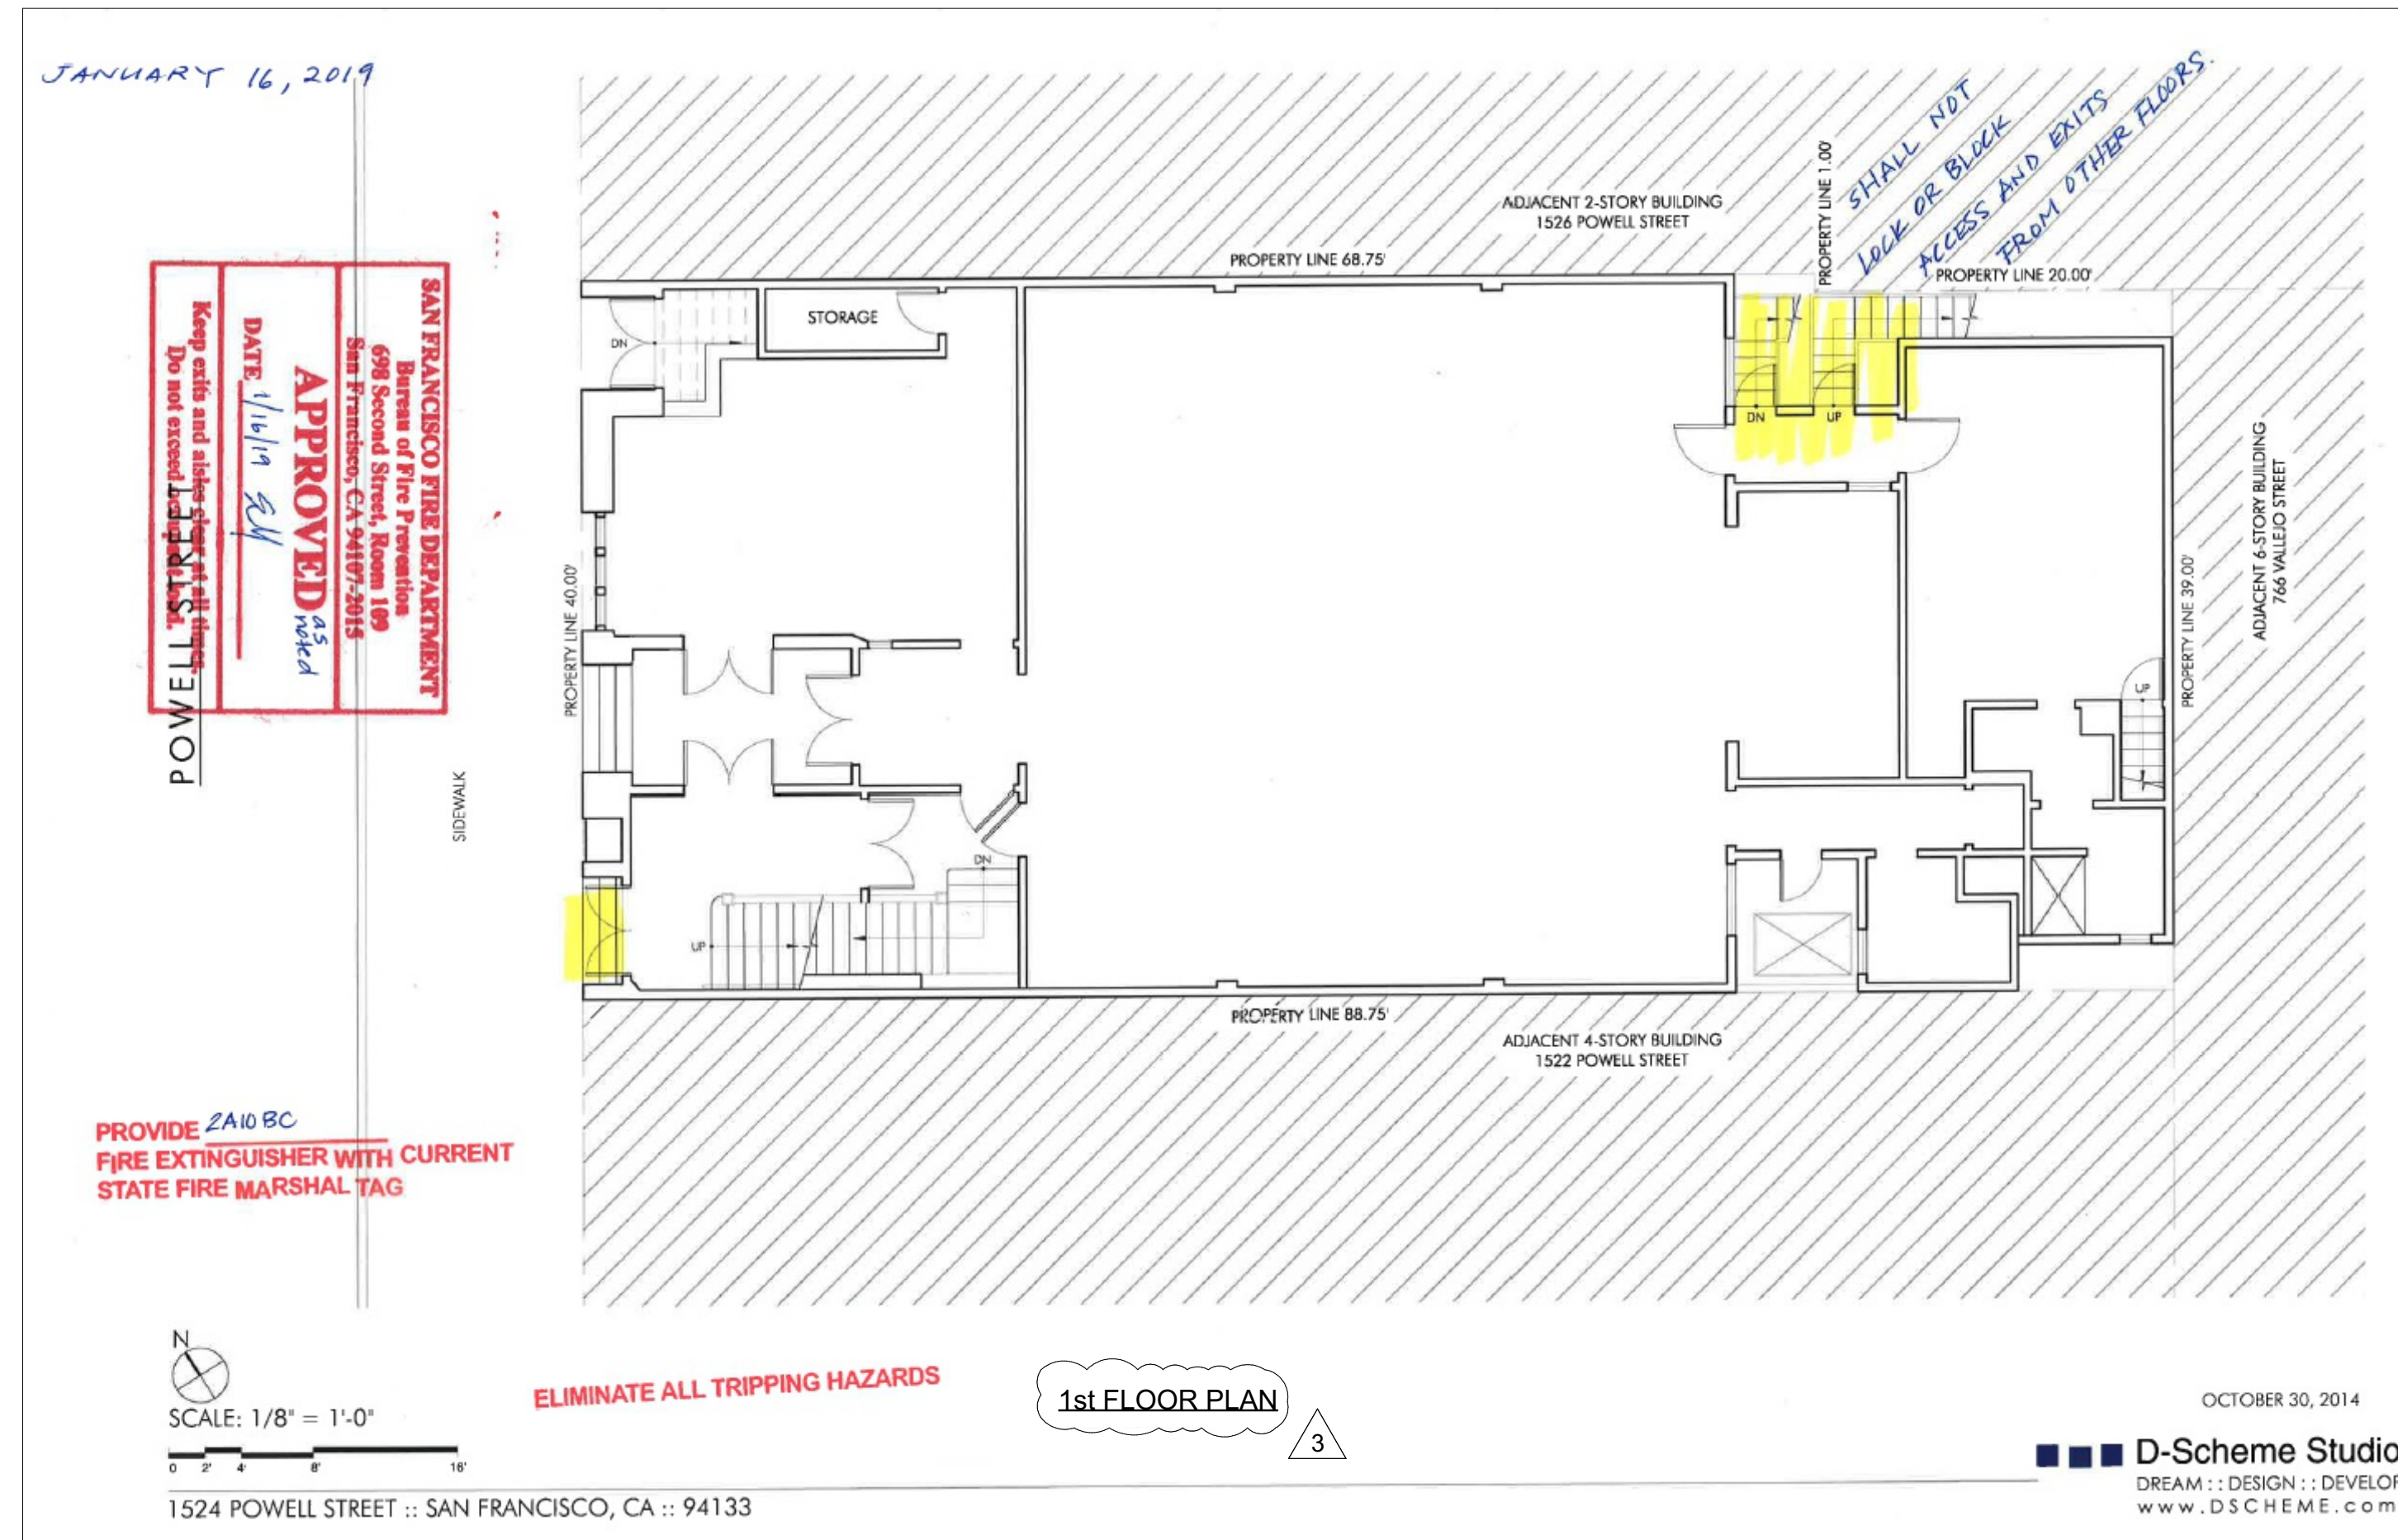 JANUARY 16, 2019
SHALL NOT
LOCK OR BLOCK
ACCESS AND EXITS
FROM OTHER FLOORS.
PROPERTY LINE 1.00'
ADJACENT 2-STORY BUILDING
1526 POWELL STREET
PROPERTY LINE 68.75'
PROPERTY LINE 20.00'
SAN FRANCISCO FIRE DEPARTMENT
Bureau of Fire Prevention
698 Second Street, Room 109
San Francisco, CA 94107-2015
APPROVED as noted
DATE 1/16/19
Keep exits and aisles clear at all times.
Do not exceed
POWELL STREET
SIDEWALK
PROPERTY LINE 40.00'
DN
STORAGE
DN
UP
ADJACENT 6-STORY BUILDING
766 VALLEJO STREET
PROPERTY LINE 39.00'
UP
DN
UP
PROPERTY LINE 88.75'
ADJACENT 4-STORY BUILDING
1522 POWELL STREET
PROVIDE 2A10BC
FIRE EXTINGUISHER WITH CURRENT
STATE FIRE MARSHAL TAG
N
SCALE: 1/8" = 1'-0"
0 2' 4' 8' 16'
ELIMINATE ALL TRIPPING HAZARDS
1st FLOOR PLAN
3
OCTOBER 30, 2014
D-Scheme Studio
DREAM :: DESIGN :: DEVELOP
www.DSCHEME.com
1524 POWELL STREET :: SAN FRANCISCO, CA :: 94133